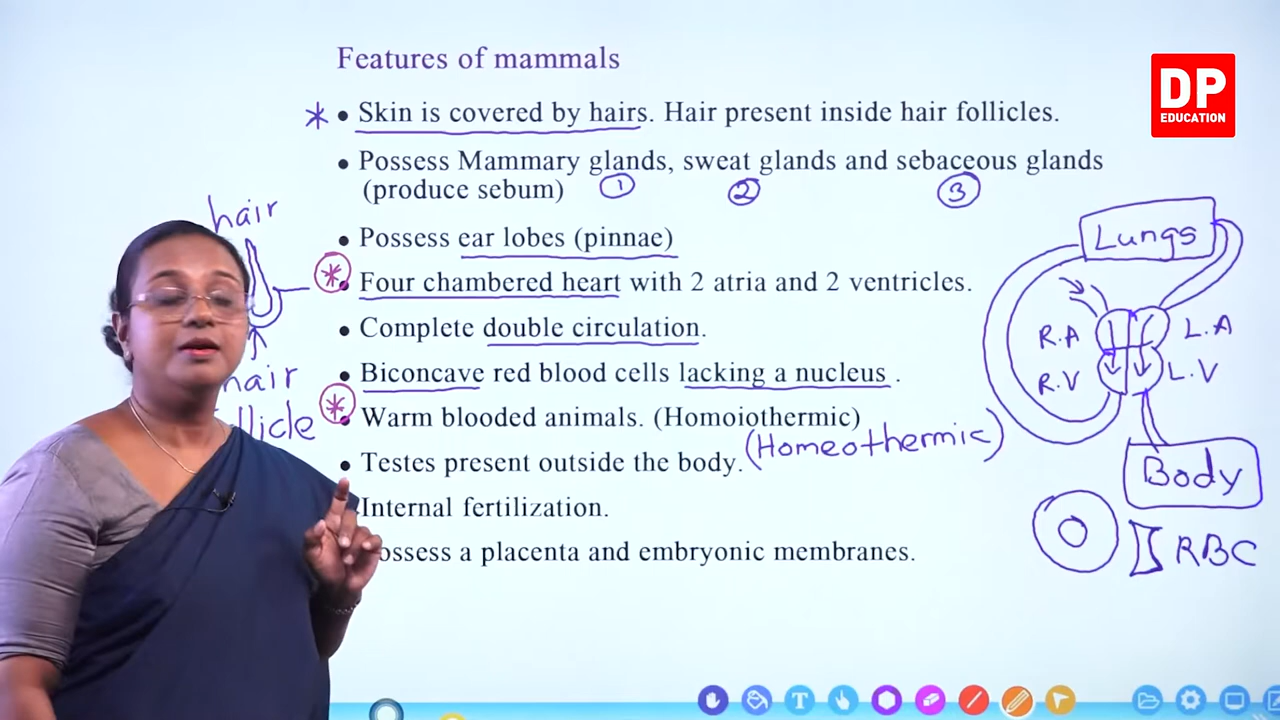 Features of mammals
* • Skin is covered by hairs. Hair present inside hair follicles.
• Possess Mammary glands, sweat glands and sebaceous glands
(produce sebum) 1 2 3
• Possess ear lobes (pinnae)
* • Four chambered heart with 2 atria and 2 ventricles.
• Complete double circulation.
• Biconcave red blood cells lacking a nucleus .
* • Warm blooded animals. (Homoiothermic)
(Homeothermic)
• Testes present outside the body.
Internal fertilization.
ossess a placenta and embryonic membranes.
hair
hair
llicle
DP
EDUCATION
Lungs
R.A L.A
R.V L.V
Body
RBC
T